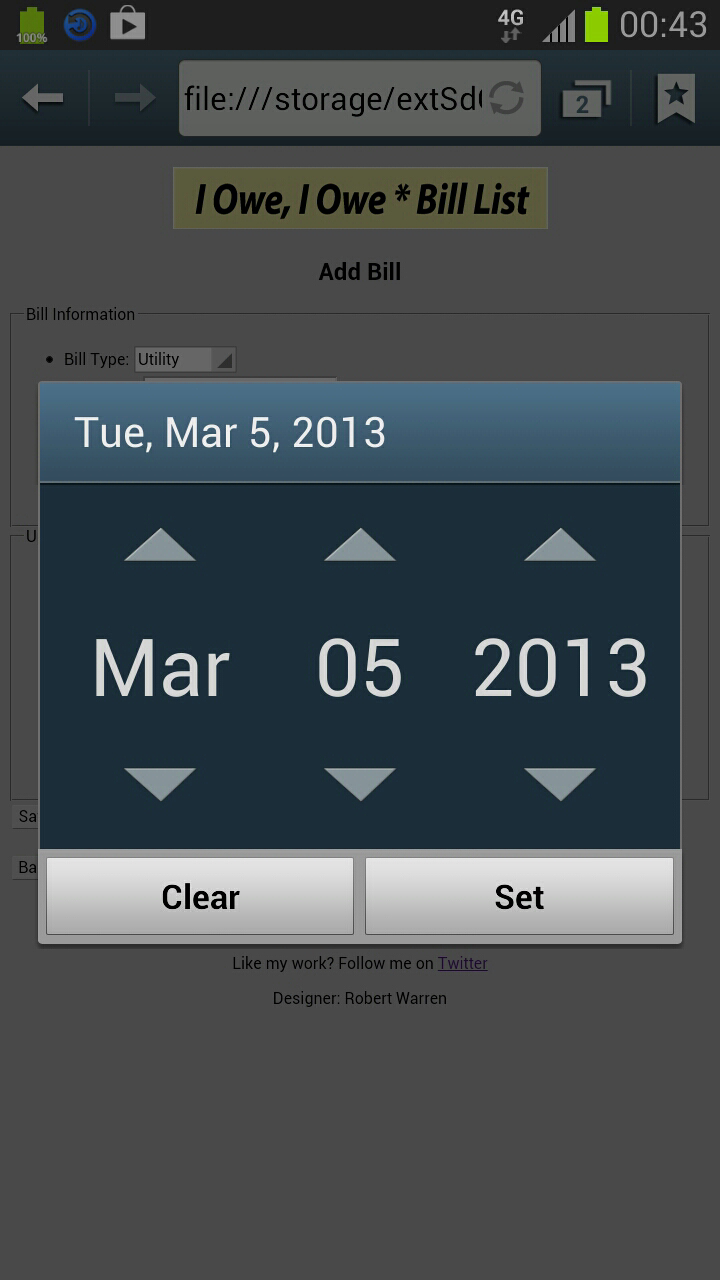 100%
4G
00:43
file:///storage/extSd
2
I Owe, I Owe * Bill List
Add Bill
Bill Information
Bill Type: Utility
Tue, Mar 5, 2013
Mar 05 2013
Clear Set
Like my work? Follow me on Twitter
Designer: Robert Warren